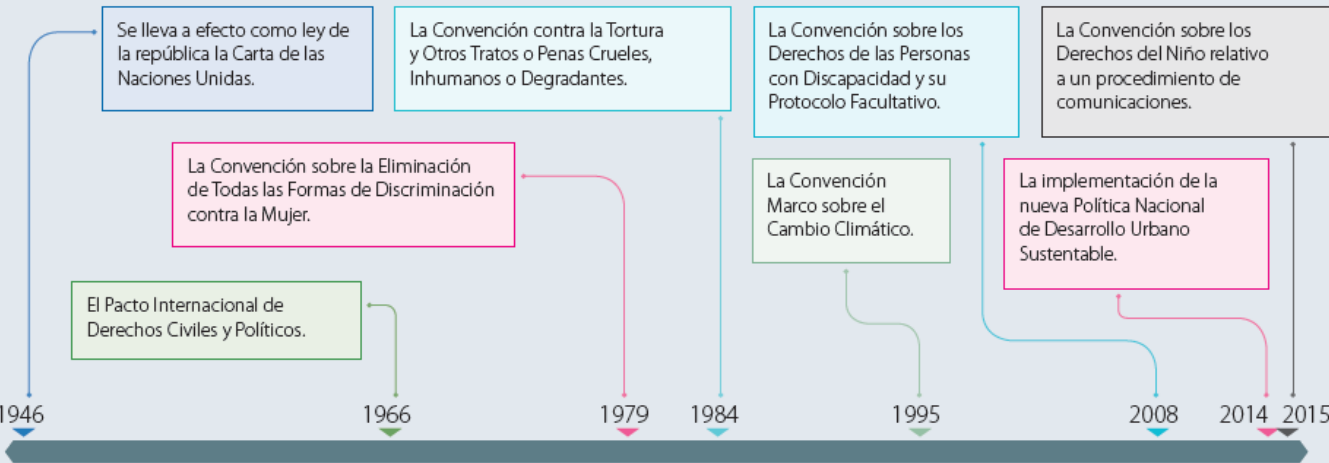 Se lleva a efecto como ley de
la república la Carta de las
Naciones Unidas.
La Convención contra la Tortura
y Otros Tratos o Penas Crueles,
Inhumanos o Degradantes.
La Convención sobre los
Derechos de las Personas
con Discapacidad y su
Protocolo Facultativo.
La Convención sobre los
Derechos del Niño relativo
a un procedimiento de
comunicaciones.
La Convención sobre la Eliminación
de Todas las Formas de Discriminación
contra la Mujer.
La Convención
Marco sobre el
Cambio Climático.
La implementación de la
nueva Política Nacional
de Desarrollo Urbano
Sustentable.
El Pacto Internacional de
Derechos Civiles y Políticos.
1946 1966 1979 1984 1995 2008 2014 2015